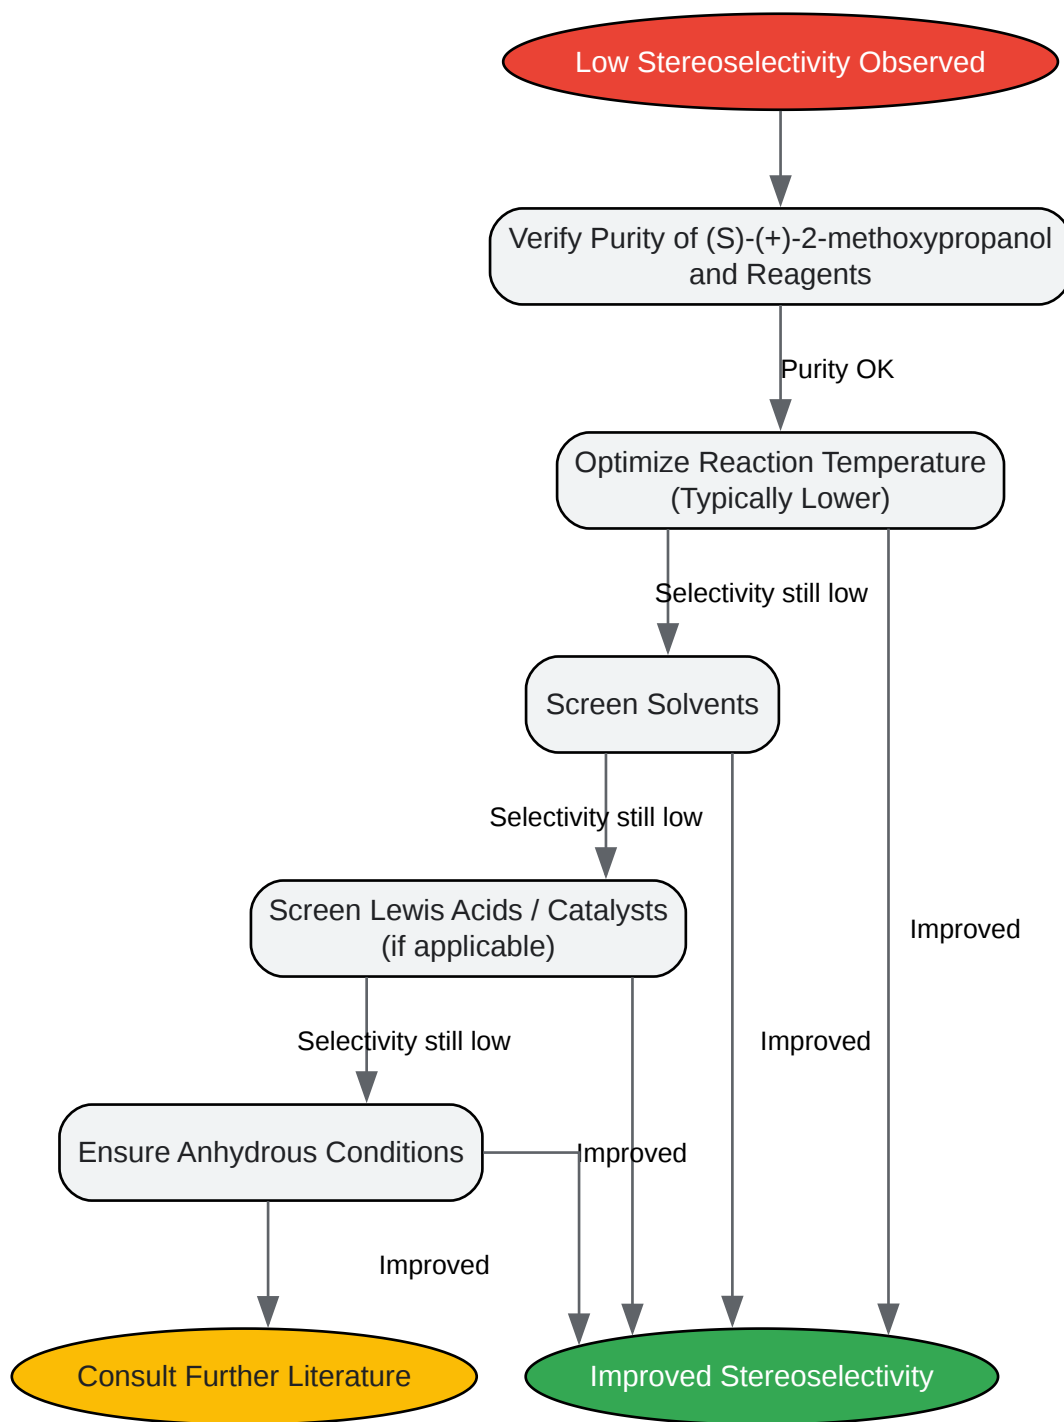 Low Stereoselectivity Observed
Verify Purity of (S)-(+)-2-methoxypropanol
and Reagents
Purity OK
Optimize Reaction Temperature
(Typically Lower)
Selectivity still low
Screen Solvents
Selectivity still low
Screen Lewis Acids / Catalysts
(if applicable)
Improved
Selectivity still low
Improved
Ensure Anhydrous Conditions
Improved
Improved
Consult Further Literature
Improved Stereoselectivity